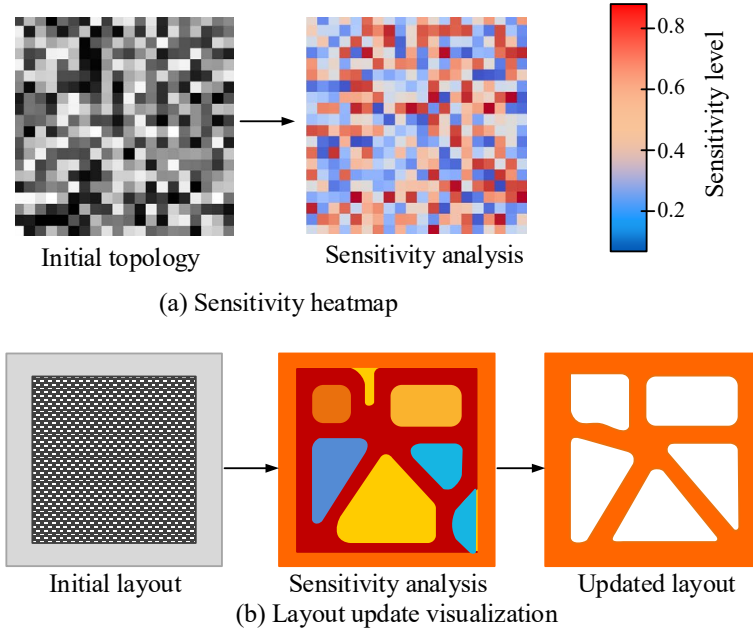 0.8
0.6
0.4
0.2
Sensitivity level
Initial topology
Sensitivity analysis
(a) Sensitivity heatmap
Initial layout
Sensitivity analysis
Updated layout
(b) Layout update visualization